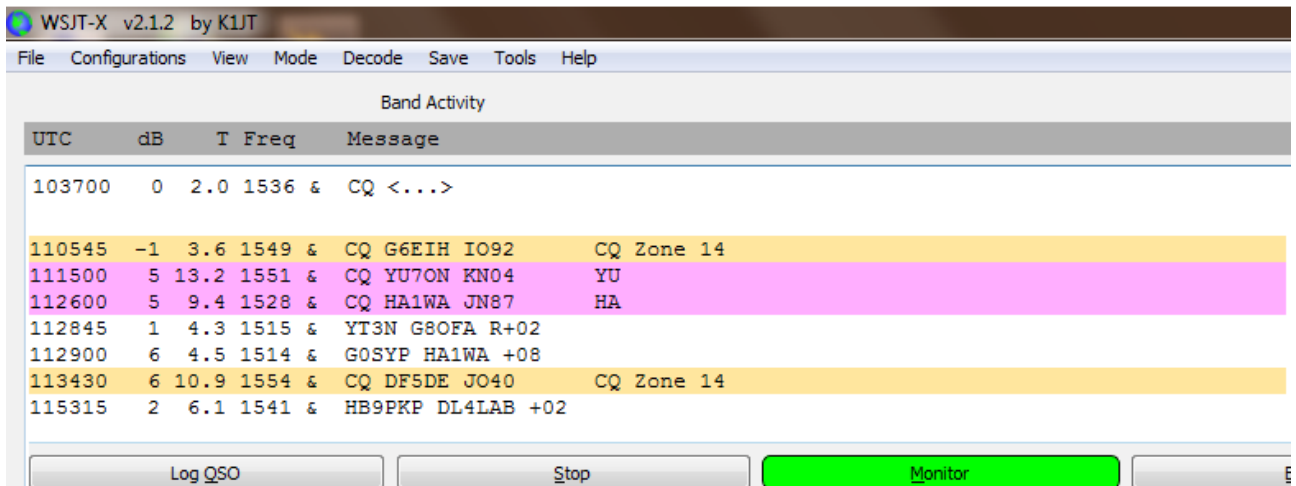 WSJT-X v2.1.2 by K1JT
File Configurations View Mode Decode Save Tools Help
Band Activity
UTC dB T Freq Message
103700 0 2.0 1536 & CQ <...>
110545 -1 3.6 1549 & CQ G6EIH IO92 CQ Zone 14
111500 5 13.2 1551 & CQ YU7ON KN04 YU
112600 5 9.4 1528 & CQ HA1WA JN87 HA
112845 1 4.3 1515 & YT3N G8OFA R+02
112900 6 4.5 1514 & G0SYP HA1WA +08
113430 6 10.9 1554 & CQ DF5DE JO40 CQ Zone 14
115315 2 6.1 1541 & HB9PKP DL4LAB +02
Log QSO Stop Monitor